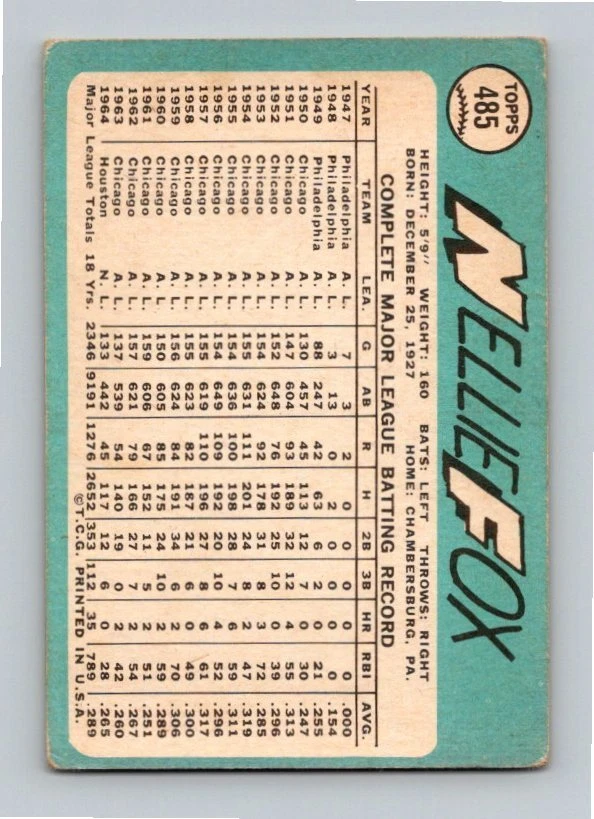 TOPPS
485
NELLIE FOX
HEIGHT: 5'9" WEIGHT: 160 BATS: LEFT THROWS: RIGHT
BORN: DECEMBER 25, 1927 HOME: CHAMBERSBURG, PA.
COMPLETE MAJOR LEAGUE BATTING RECORD
YEAR TEAM LEA. G AB R H 2B 3B HR RBI AVG.
1947 Philadelphia A. L. 7 3 2 0 0 0 0 0 .000
1948 Philadelphia A. L. 3 13 0 2 0 0 0 0 .154
1949 Philadelphia A. L. 88 247 42 63 6 2 0 21 .255
1950 Chicago A. L. 130 457 45 113 12 7 0 30 .247
1951 Chicago A. L. 147 604 93 189 32 12 4 55 .313
1952 Chicago A. L. 152 648 76 192 25 10 0 39 .296
1953 Chicago A. L. 154 624 92 178 31 8 3 72 .285
1954 Chicago A. L. 155 631 111 201 24 8 2 47 .319
1955 Chicago A. L. 154 636 100 198 28 7 6 59 .311
1956 Chicago A. L. 154 649 109 192 20 10 4 52 .296
1957 Chicago A. L. 155 619 110 196 27 8 6 61 .317
1958 Chicago A. L. 155 623 82 187 21 6 0 49 .300
1959 Chicago A. L. 156 624 84 191 34 6 2 70 .306
1960 Chicago A. L. 150 605 85 175 24 10 2 59 .289
1961 Chicago A. L. 159 606 67 152 11 5 2 51 .251
1962 Chicago A. L. 157 621 79 166 27 7 2 54 .267
1963 Chicago A. L. 137 539 54 140 19 0 2 42 .260
1964 Houston N. L. 133 442 45 117 12 6 0 28 .265
Major League Totals 18 Yrs. 2346 9191 1276 2652 353 112 35 789 .289
©T.C.G. PRINTED IN U.S.A.